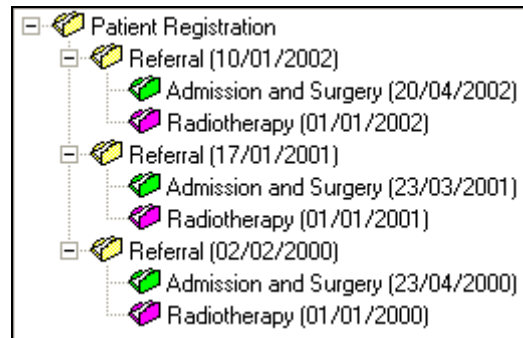 Patient Registration
Referral (10/01/2002)
Admission and Surgery (20/04/2002)
Radiotherapy (01/01/2002)
Referral (17/01/2001)
Admission and Surgery (23/03/2001)
Radiotherapy (01/01/2001)
Referral (02/02/2000)
Admission and Surgery (23/04/2000)
Radiotherapy (01/01/2000)